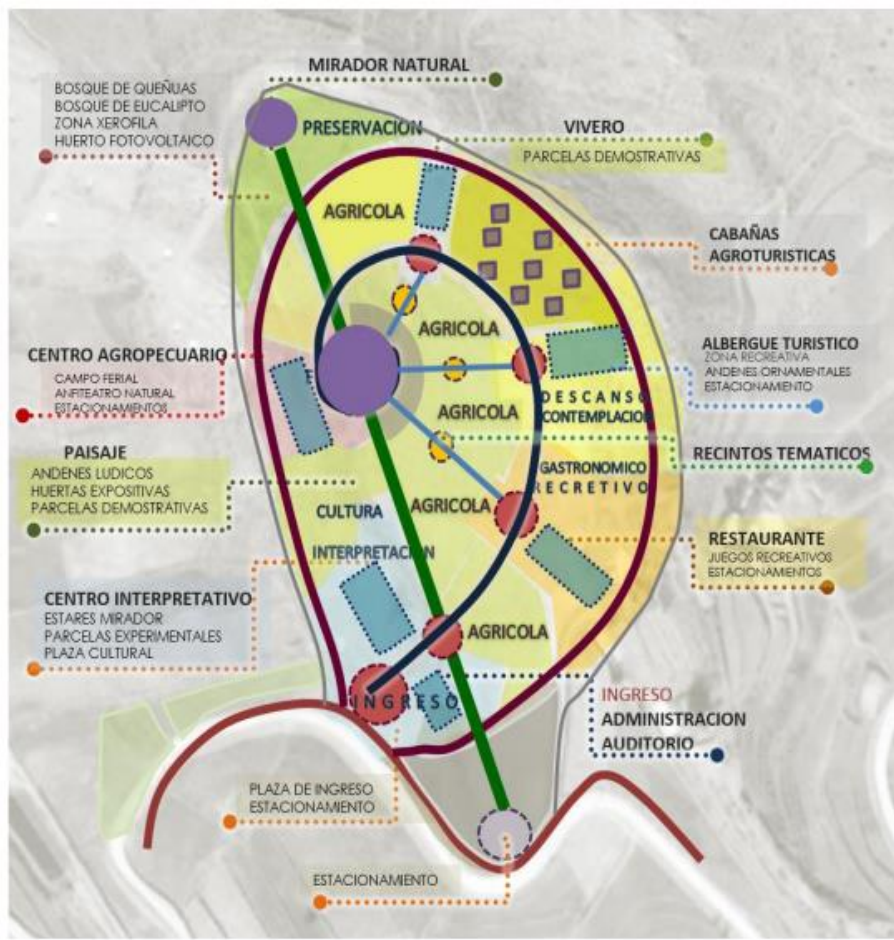 MIRADOR NATURAL
BOSQUE DE QUEÑUAS
BOSQUE DE EUCALIPTO
ZONA XEROFILA
HUERTO FOTOVOLTAICO
PRESERVACION
VIVERO
PARCELAS DEMOSTRATIVAS
AGRICOLA
CABAÑAS
AGROTURISTICAS
AGRICOLA
CENTRO AGROPECUARIO
CAMPO FERIAL
ANFITEATRO NATURAL
ESTACIONAMIENTOS
ALBERGUE TURISTICO
ZONA RECREATIVA
ANDENES ORNAMENTALES
ESTACIONAMIENTO
DESCANSO
CONTEMPLACION
AGRICOLA
PAISAJE
ANDENES LUDICOS
HUERTAS EXPOSITIVAS
PARCELAS DEMOSTRATIVAS
RECINTOS TEMATICOS
GASTRONOMICO
RECRETIVO
CULTURA
AGRICOLA
INTERPRETACION
RESTAURANTE
JUEGOS RECREATIVOS
ESTACIONAMIENTOS
CENTRO INTERPRETATIVO
ESTARES MIRADOR
PARCELAS EXPERIMENTALES
PLAZA CULTURAL
AGRICOLA
INGRESO
INGRESO
ADMINISTRACION
AUDITORIO
PLAZA DE INGRESO
ESTACIONAMIENTO
ESTACIONAMIENTO